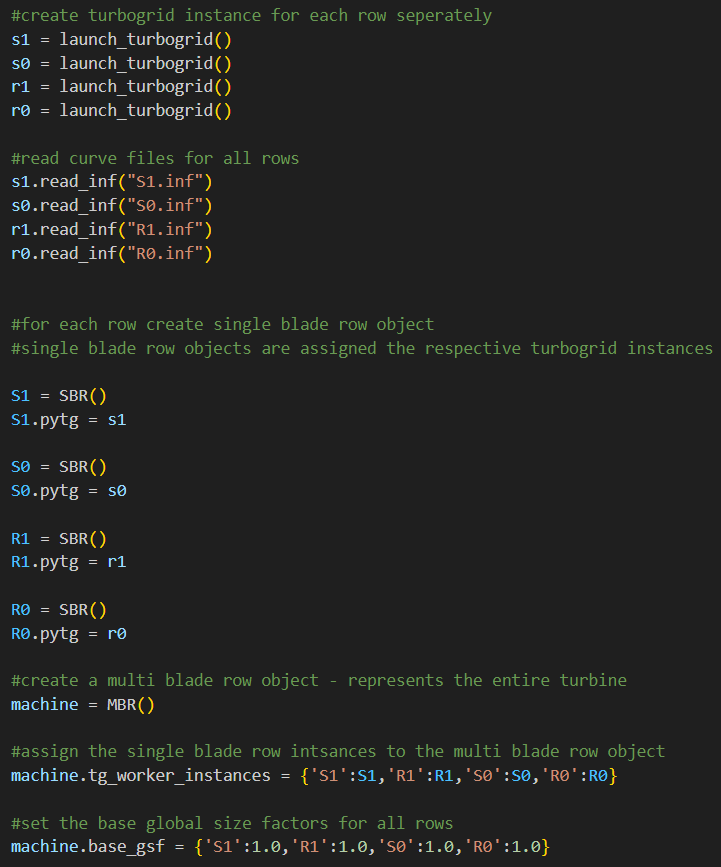 #create turbogrid instance for each row seperately
s1 = launch_turbogrid()
s0 = launch_turbogrid()
r1 = launch_turbogrid()
r0 = launch_turbogrid()
#read curve files for all rows
s1.read_inf("S1.inf")
s0.read_inf("S0.inf")
r1.read_inf("R1.inf")
r0.read_inf("R0.inf")
#for each row create single blade row object
#single blade row objects are assigned the respective turbogrid instances
S1 = SBR()
S1.pytg = s1
S0 = SBR()
S0.pytg = s0
R1 = SBR()
R1.pytg = r1
R0 = SBR()
R0.pytg = r0
#create a multi blade row object - represents the entire turbine
machine = MBR()
#assign the single blade row intsances to the multi blade row object
machine.tg_worker_instances = {'S1':S1,'R1':R1,'S0':S0,'R0':R0}
#set the base global size factors for all rows
machine.base_gsf = {'S1':1.0,'R1':1.0,'S0':1.0,'R0':1.0}